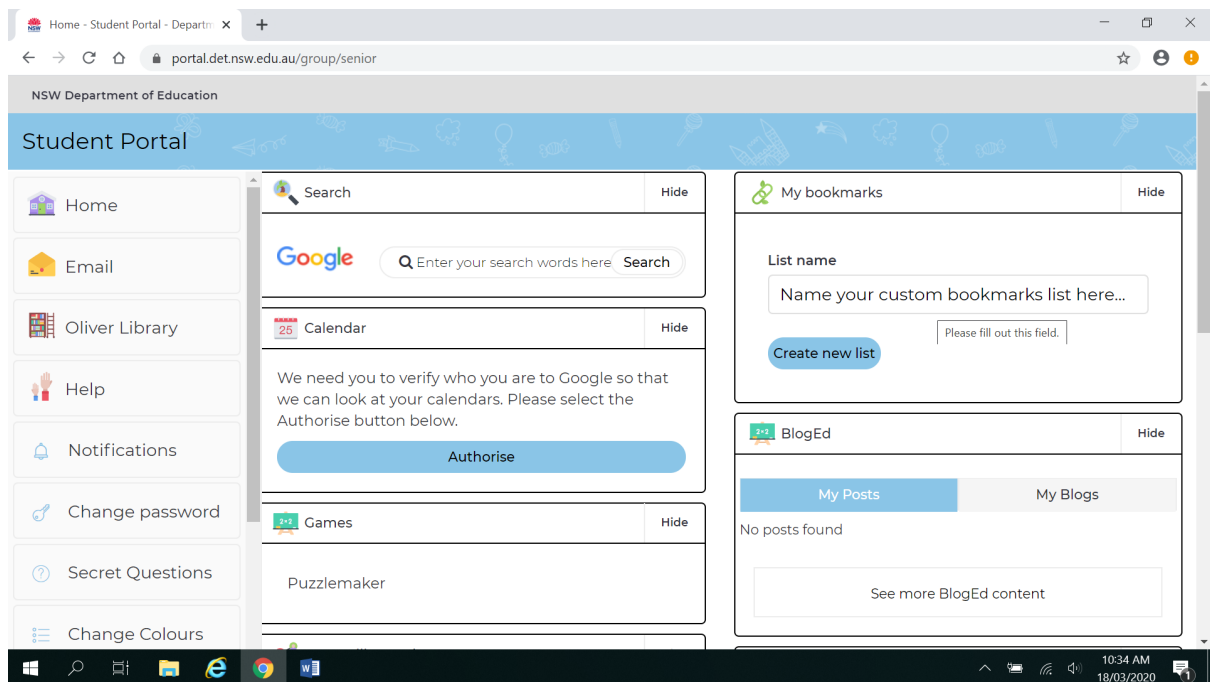 Home - Student Portal - Departm
portal.det.nsw.edu.au/group/senior
NSW Department of Education
Student Portal
Home
Email
Oliver Library
Help
Notifications
Change password
Secret Questions
Change Colours
Search
Hide
Google
Enter your search words here
Search
25
Calendar
Hide
We need you to verify who you are to Google so that
we can look at your calendars. Please select the
Authorise button below.
Authorise
2+2
Games
Hide
Puzzlemaker
My bookmarks
Hide
List name
Name your custom bookmarks list here...
Please fill out this field.
Create new list
2+2
BlogEd
Hide
My Posts
My Blogs
No posts found
See more BlogEd content
10:34 AM
18/03/2020
1